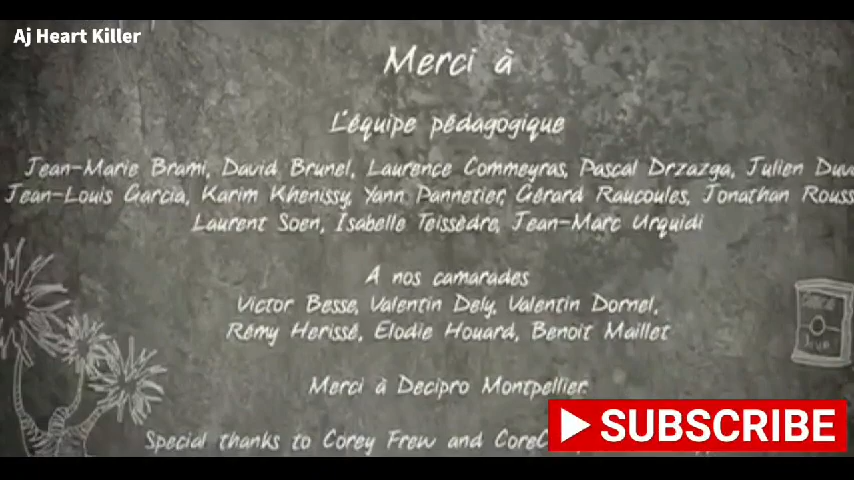 Aj Heart Killer
Merci à
L'équipe pédagogique
Jean-Marie Brami, David Brunel, Laurence Commeyras, Pascal Drzazga, Julien
Jean-Louis Garcia, Karim Khenissy, Yann Pannetier, Gérard Raucoules, Jonathan
Laurent Soen, Isabelle Teissèdre, Jean-Marc Urquidi
A nos camarades
Victor Besse, Valentin Dely, Valentin Dornel,
Rémy Herissé, Elodie Houard, Benoit Maillet
Merci à Decipro Montpellier.
Special thanks to Corey Frew and
SUBSCRIBE